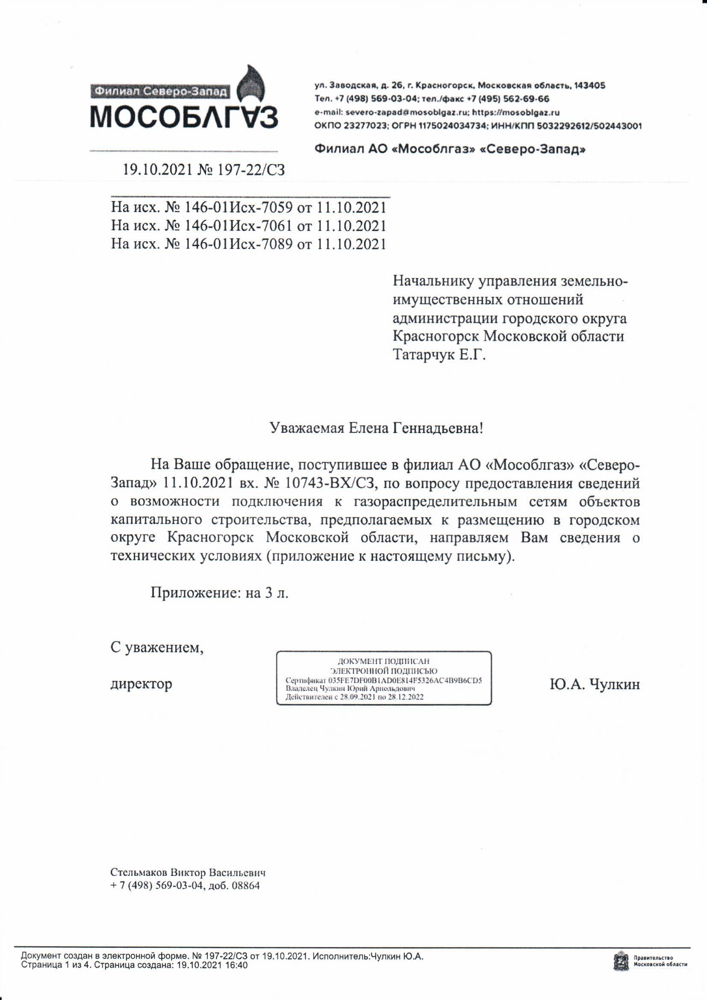 Филиал Северо-Запад
МОСОБЛГАЗ
ул. Заводская, д. 26, г. Красногорск, Московская область, 143405
Тел. +7 (498) 569-03-04; тел./факс +7 (495) 562-69-66
e-mail: severo-zapad@mosoblgaz.ru; https://mosoblgaz.ru
ОКПО 23277023; ОГРН 1175024034734; ИНН/КПП 5032292612/502443001
Филиал АО «Мособлгаз» «Северо-Запад»
19.10.2021 № 197-22/СЗ
На исх. № 146-01Исх-7059 от 11.10.2021
На исх. № 146-01Исх-7061 от 11.10.2021
На исх. № 146-01Исх-7089 от 11.10.2021
Начальнику управления земельно-
имущественных отношений
администрации городского округа
Красногорск Московской области
Татарчук Е.Г.
Уважаемая Елена Геннадьевна!
На Ваше обращение, поступившее в филиал АО «Мособлгаз» «Северо-
Запад» 11.10.2021 вх. № 10743-ВХ/СЗ, по вопросу предоставления сведений
о возможности подключения к газораспределительным сетям объектов
капитального строительства, предполагаемых к размещению в городском
округе Красногорск Московской области, направляем Вам сведения о
технических условиях (приложение к настоящему письму).
Приложение: на 3 л.
С уважением,
директор
ДОКУМЕНТ ПОДПИСАН
ЭЛЕКТРОННОЙ ПОДПИСЬЮ
Сертификат 035FE7DF00B1AD0E814F5326AC4B9B6CD5
Владелец Чулкин Юрий Арнольдович
Действителен с 28.09.2021 по 28.12.2022
Ю.А. Чулкин
Стельмаков Виктор Васильевич
+ 7 (498) 569-03-04, доб. 08864
Документ создан в электронной форме. № 197-22/СЗ от 19.10.2021. Исполнитель:Чулкин Ю.А.
Страница 1 из 4. Страница создана: 19.10.2021 16:40
Правительство
Московской области